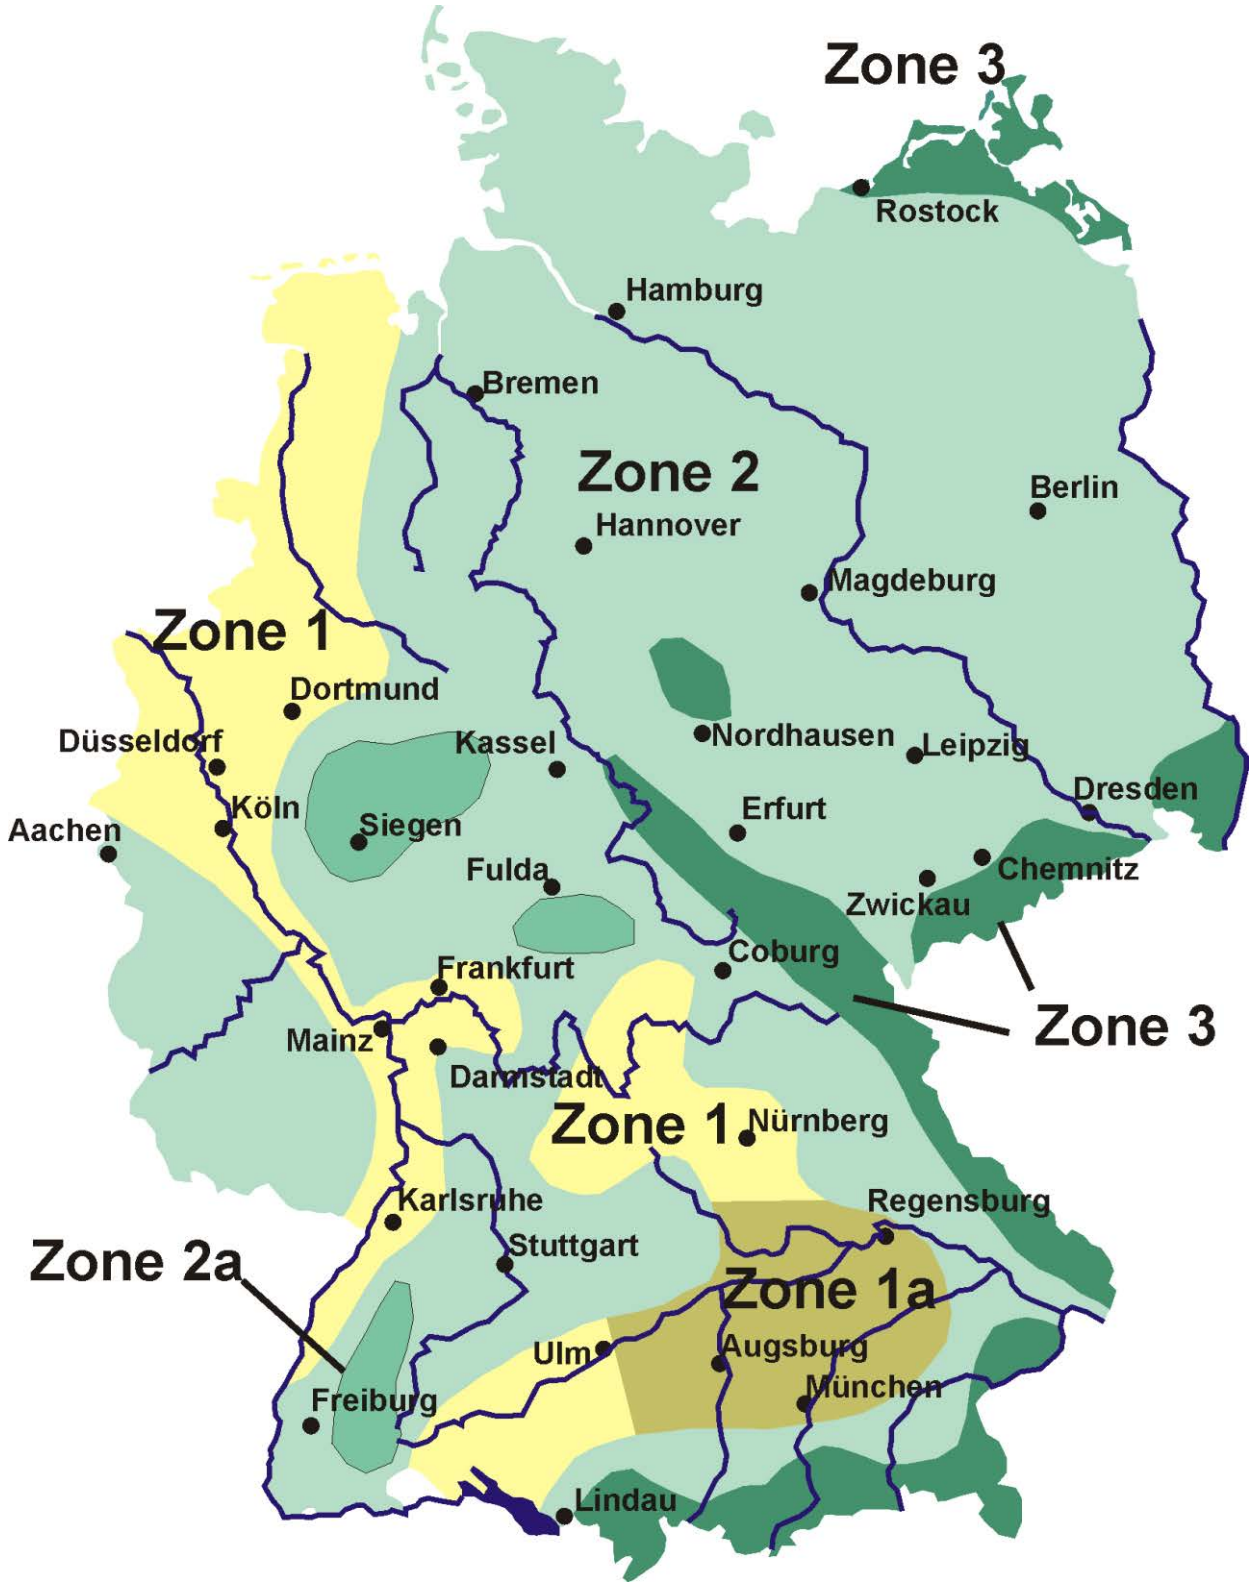 Zone 3
Rostock
Hamburg
Bremen
Zone 2
Berlin
Hannover
Magdeburg
Zone 1
Dortmund
Düsseldorf
Kassel
Nordhausen
Leipzig
Dresden
Köln
Aachen
Siegen
Erfurt
Fulda
Chemnitz
Zwickau
Coburg
Frankfurt
Zone 3
Mainz
Darmstadt
Zone 1
Nürnberg
Karlsruhe
Regensburg
Stuttgart
Zone 2a
Zone 1a
Ulm
Augsburg
München
Freiburg
Lindau